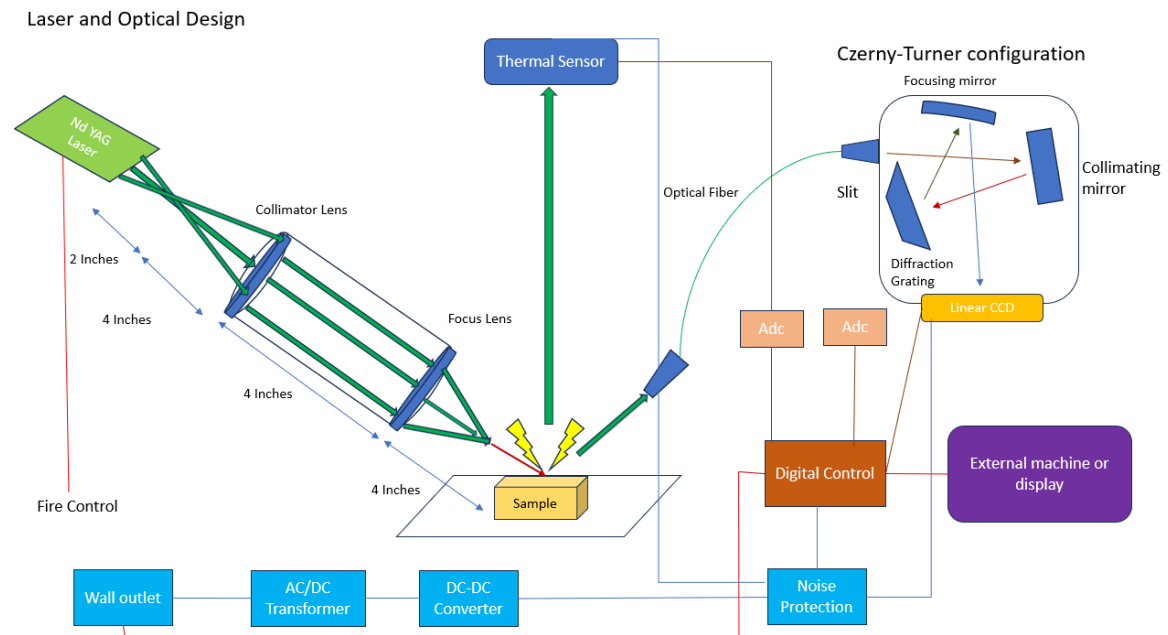 Laser and Optical Design
Czerny-Turner configuration
Thermal Sensor
Focusing mirror
Nd YAG
Laser
Collimating
mirror
Slit
Optical Fiber
Collimator Lens
2 Inches
Diffraction
Grating
Linear CCD
4 Inches
Focus Lens
Adc
Adc
4 Inches
Digital Control
External machine or
display
4 Inches
Sample
Fire Control
Wall outlet
AC/DC
Transformer
DC-DC
Converter
Noise
Protection